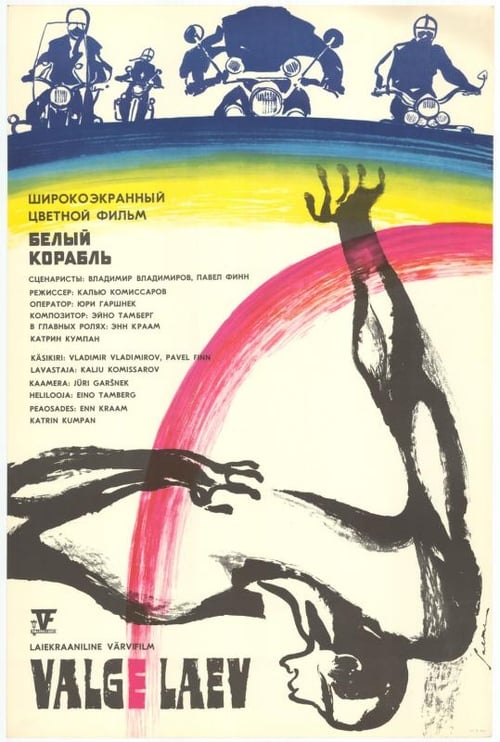 ШИРОКОЭКРАННЫЙ
ЦВЕТНОЙ ФИЛЬМ
БЕЛЫЙ
КОРАБЛЬ
СЦЕНАРИСТЫ: ВЛАДИМИР ВЛАДИМИРОВ, ПАВЕЛ ФИНН
РЕЖИССЕР: КАЛЬЮ КОМИССАРОВ
ОПЕРАТОР: ЮРИ ГАРШНЕК
КОМПОЗИТОР: ЭЙНО ТАМБЕРГ
В ГЛАВНЫХ РОЛЯХ: ЭНН КРААМ
КАТРИН КУМПАН
KÄSIKIRI: VLADIMIR VLADIMIROV, PAVEL FINN
LAVASTAJA: KALJU KOMISSAROV
KAAMERA: JÜRI GARŠNEK
HELILOOJA: EINO TAMBERG
PEAOSADES: ENN KRAAM
KATRIN KUMPAN
LAIEKRAANILINE VÄRVIFILM
VALGE LAEV